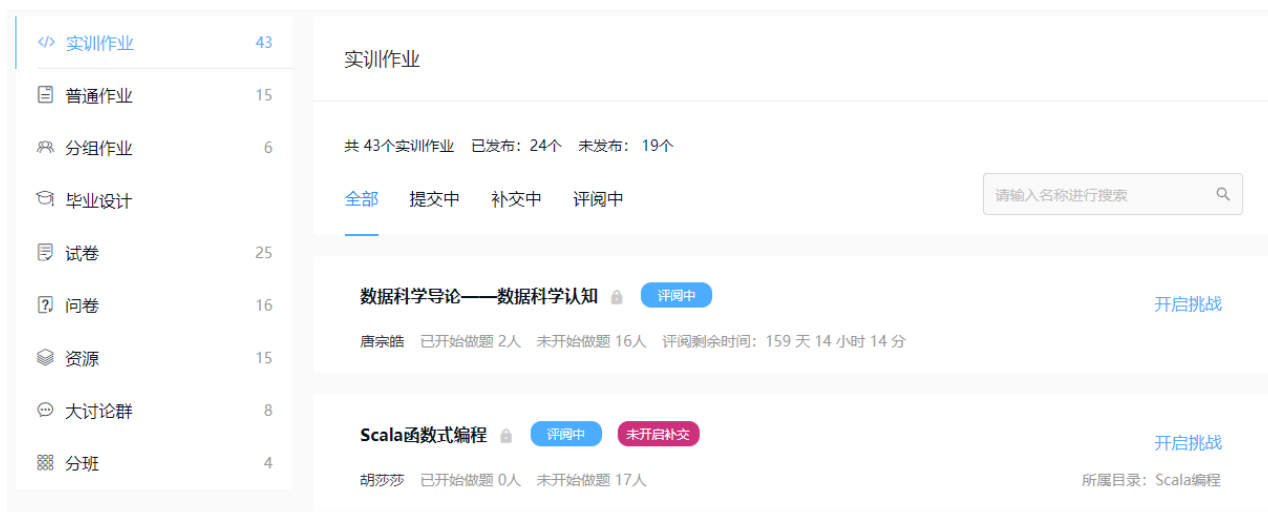 实训作业 43
普通作业 15
分组作业 6
毕业设计
试卷 25
问卷 16
资源 15
大讨论群 8
分班 4
实训作业
共 43个实训作业 已发布：24个 未发布： 19个
全部 提交中 补交中 评阅中
请输入名称进行搜索
数据科学导论——数据科学认知 评阅中
开启挑战
唐宗皓 已开始做题 2人 未开始做题 16人 评阅剩余时间：159 天 14 小时 14 分
Scala函数式编程 评阅中 未开启补交
开启挑战
胡莎莎 已开始做题 0人 未开始做题 17人
所属目录：Scala编程